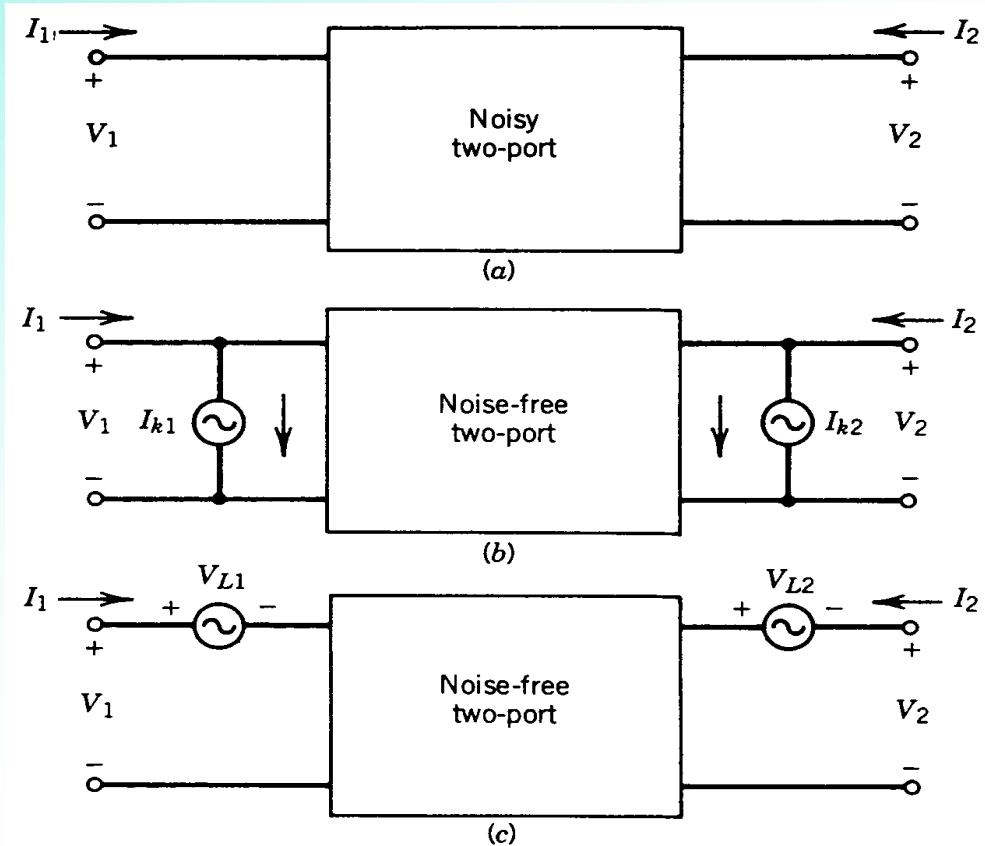 I1 I2
+ +
V1 Noisy two-port V2
− −
(a)
I1 I2
+ +
V1 Ik1 Noise-free two-port Ik2 V2
− −
(b)
I1 + VL1 − + VL2 − I2
+ +
V1 Noise-free two-port V2
− −
(c)